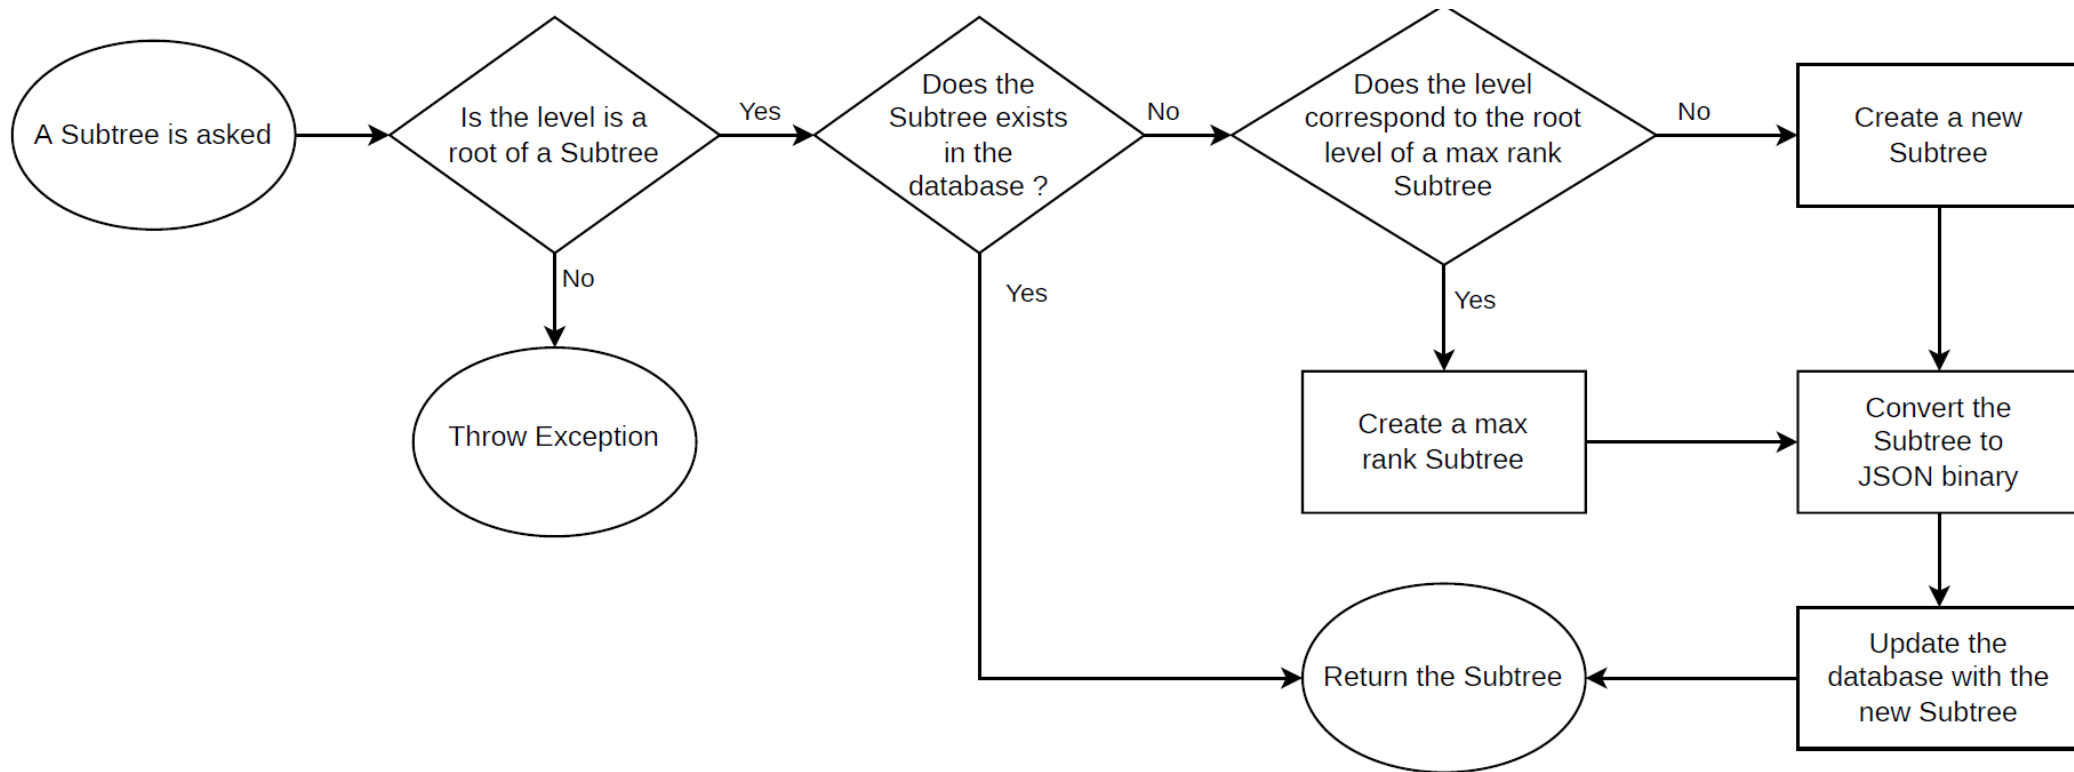 A Subtree is asked
Is the level is a
root of a Subtree
Yes
No
Throw Exception
Does the
Subtree exists
in the
database ?
No
Yes
Does the level
correspond to the root
level of a max rank
Subtree
No
Yes
Create a new
Subtree
Create a max
rank Subtree
Convert the
Subtree to
JSON binary
Update the
database with the
new Subtree
Return the Subtree